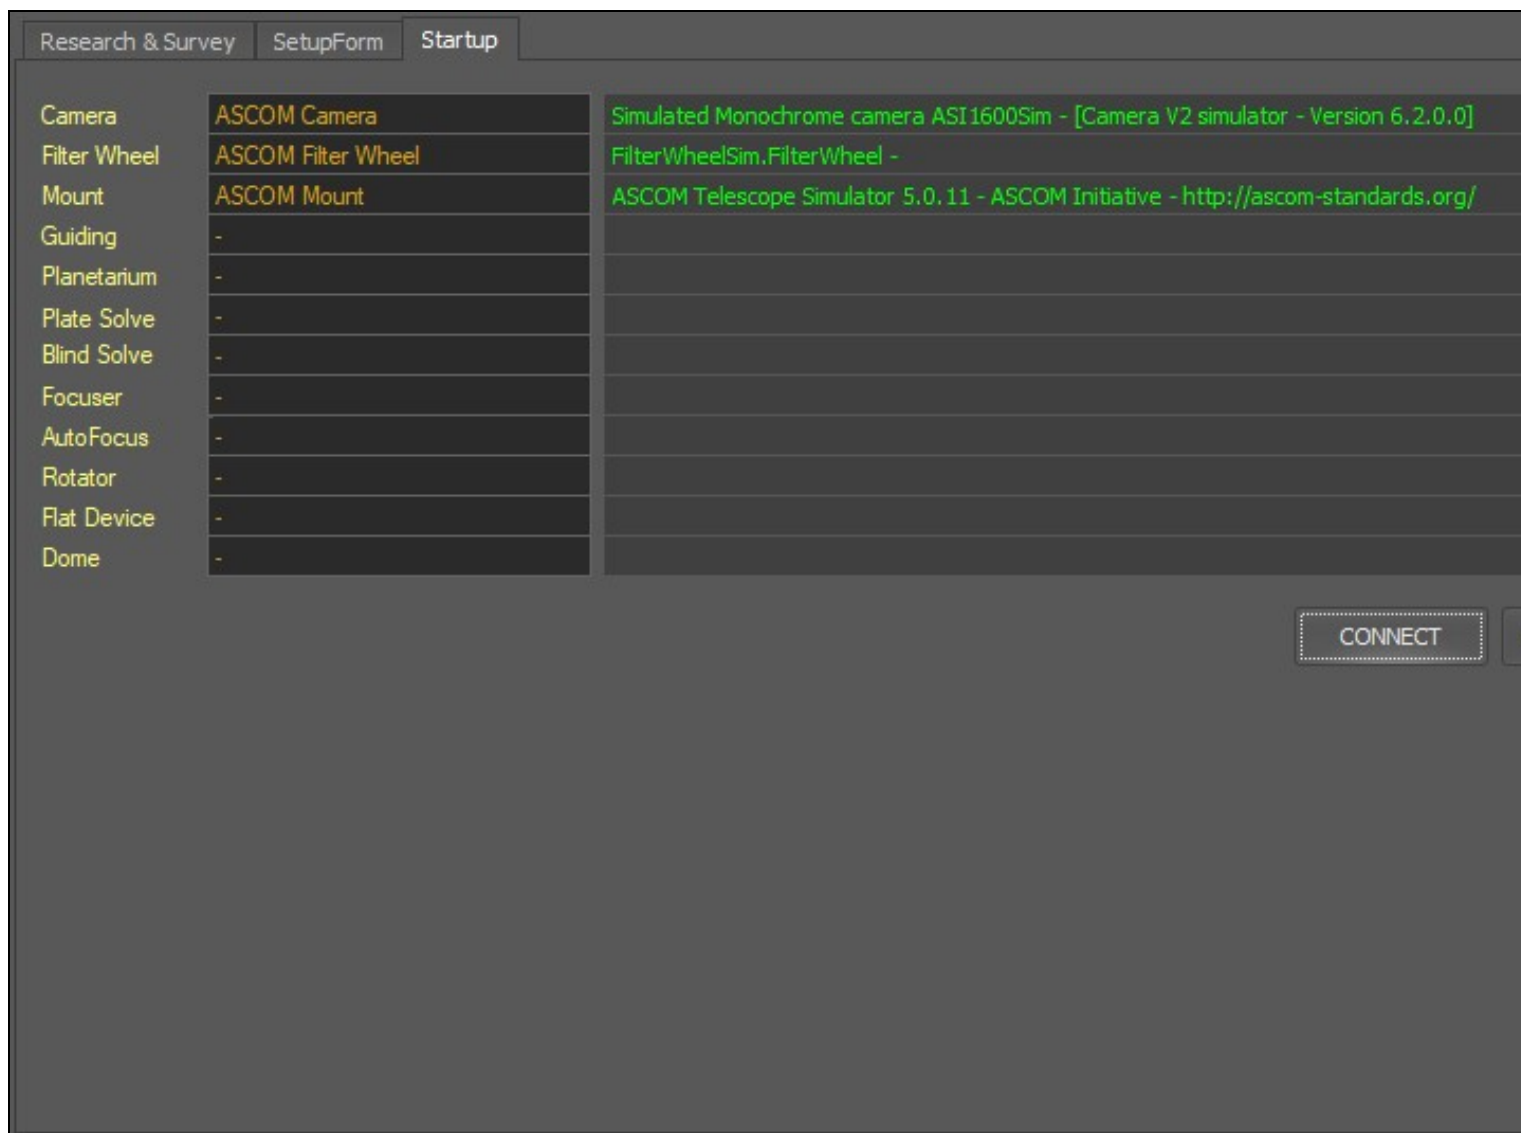 Research & Survey SetupForm Startup
Camera ASCOM Camera Simulated Monochrome camera ASI1600Sim - [Camera V2 simulator - Version 6.2.0.0]
Filter Wheel ASCOM Filter Wheel FilterWheelSim.FilterWheel -
Mount ASCOM Mount ASCOM Telescope Simulator 5.0.11 - ASCOM Initiative - http://ascom-standards.org/
Guiding -
Planetarium -
Plate Solve -
Blind Solve -
Focuser -
AutoFocus -
Rotator -
Flat Device -
Dome -
CONNECT